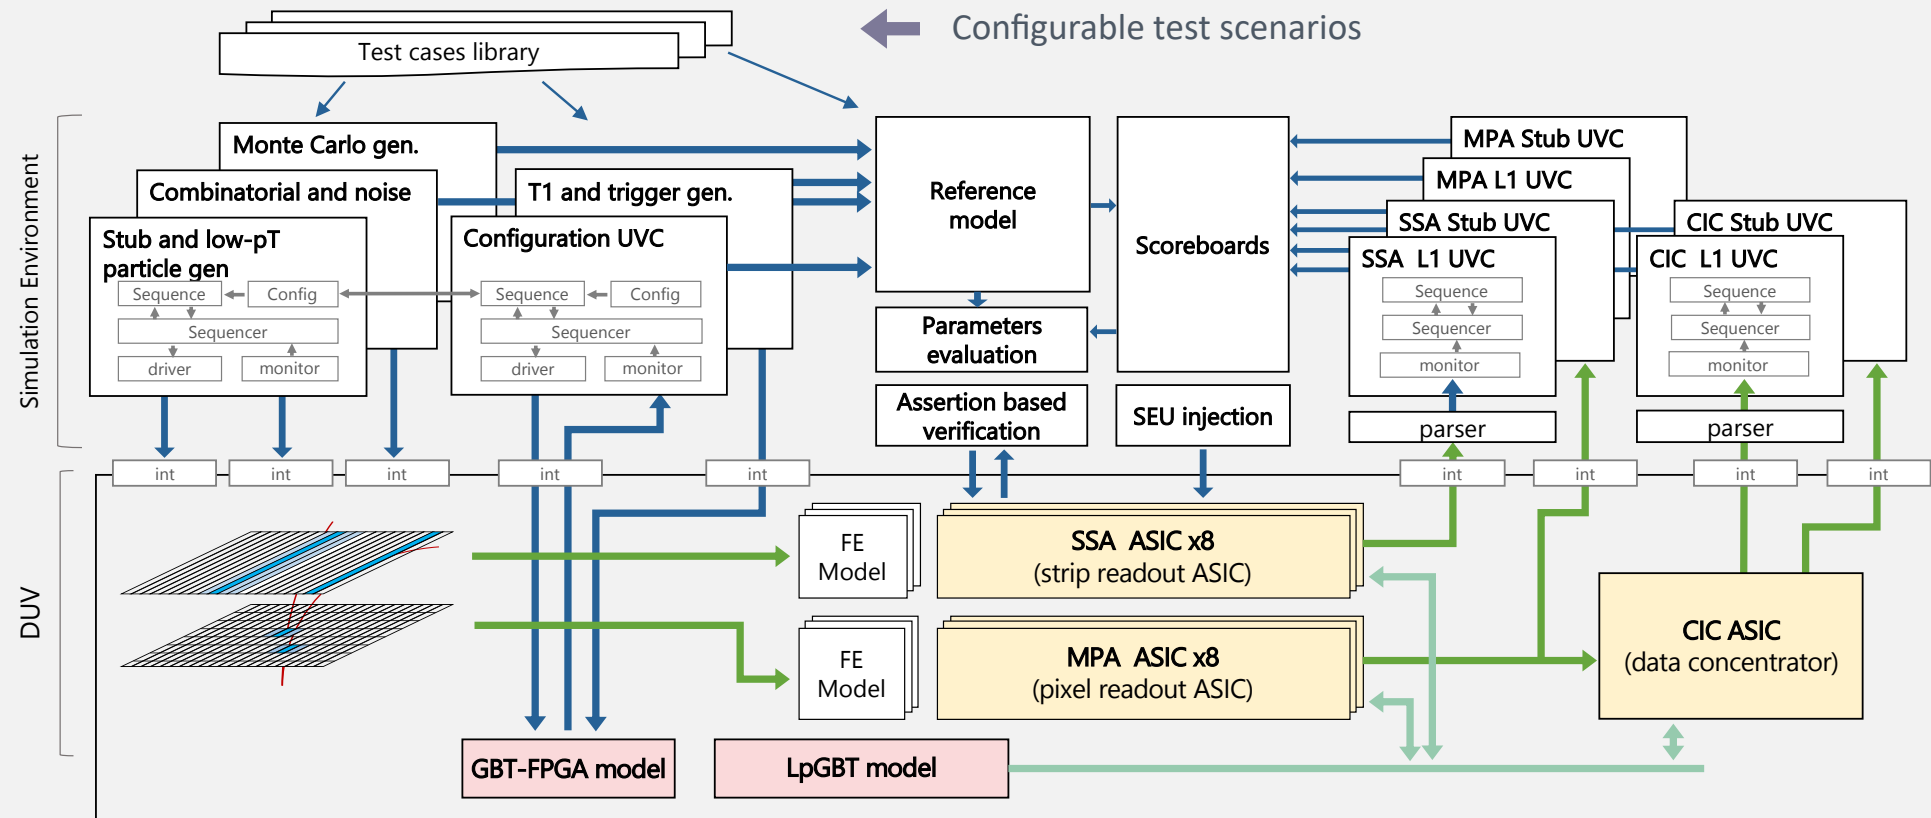 Configurable test scenarios
Test cases library
Simulation Environment
Monte Carlo gen.
Combinatorial and noise
Stub and low-pT
particle gen
Sequence
Config
Sequencer
driver
monitor
T1 and trigger gen.
Configuration UVC
Sequence
Config
Sequencer
driver
monitor
Reference
model
Scoreboards
Parameters
evaluation
Assertion based
verification
SEU injection
MPA Stub UVC
MPA L1 UVC
SSA Stub UVC
SSA L1 UVC
Sequence
Sequencer
monitor
parser
CIC Stub UVC
CIC L1 UVC
Sequence
Sequencer
monitor
parser
int
int
int
int
int
int
int
int
int
DUV
FE
Model
SSA ASIC x8
(strip readout ASIC)
FE
Model
MPA ASIC x8
(pixel readout ASIC)
CIC ASIC
(data concentrator)
GBT-FPGA model
LpGBT model